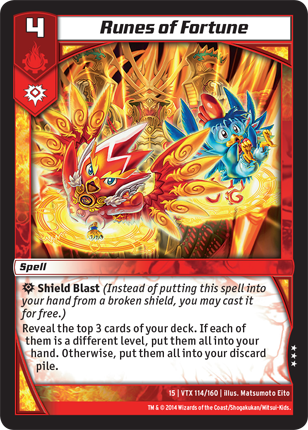 4
Runes of Fortune
Spell
Shield Blast (Instead of putting this spell into
your hand from a broken shield, you may cast it
for free.)
Reveal the top 3 cards of your deck. If each of
them is a different level, put them all into your
hand. Otherwise, put them all into your discard
pile.
15 | VTX 114/160 | illus. Matsumoto Eito
TM & © 2014 Wizards of the Coast/Shogakukan/Mitsui-Kids.